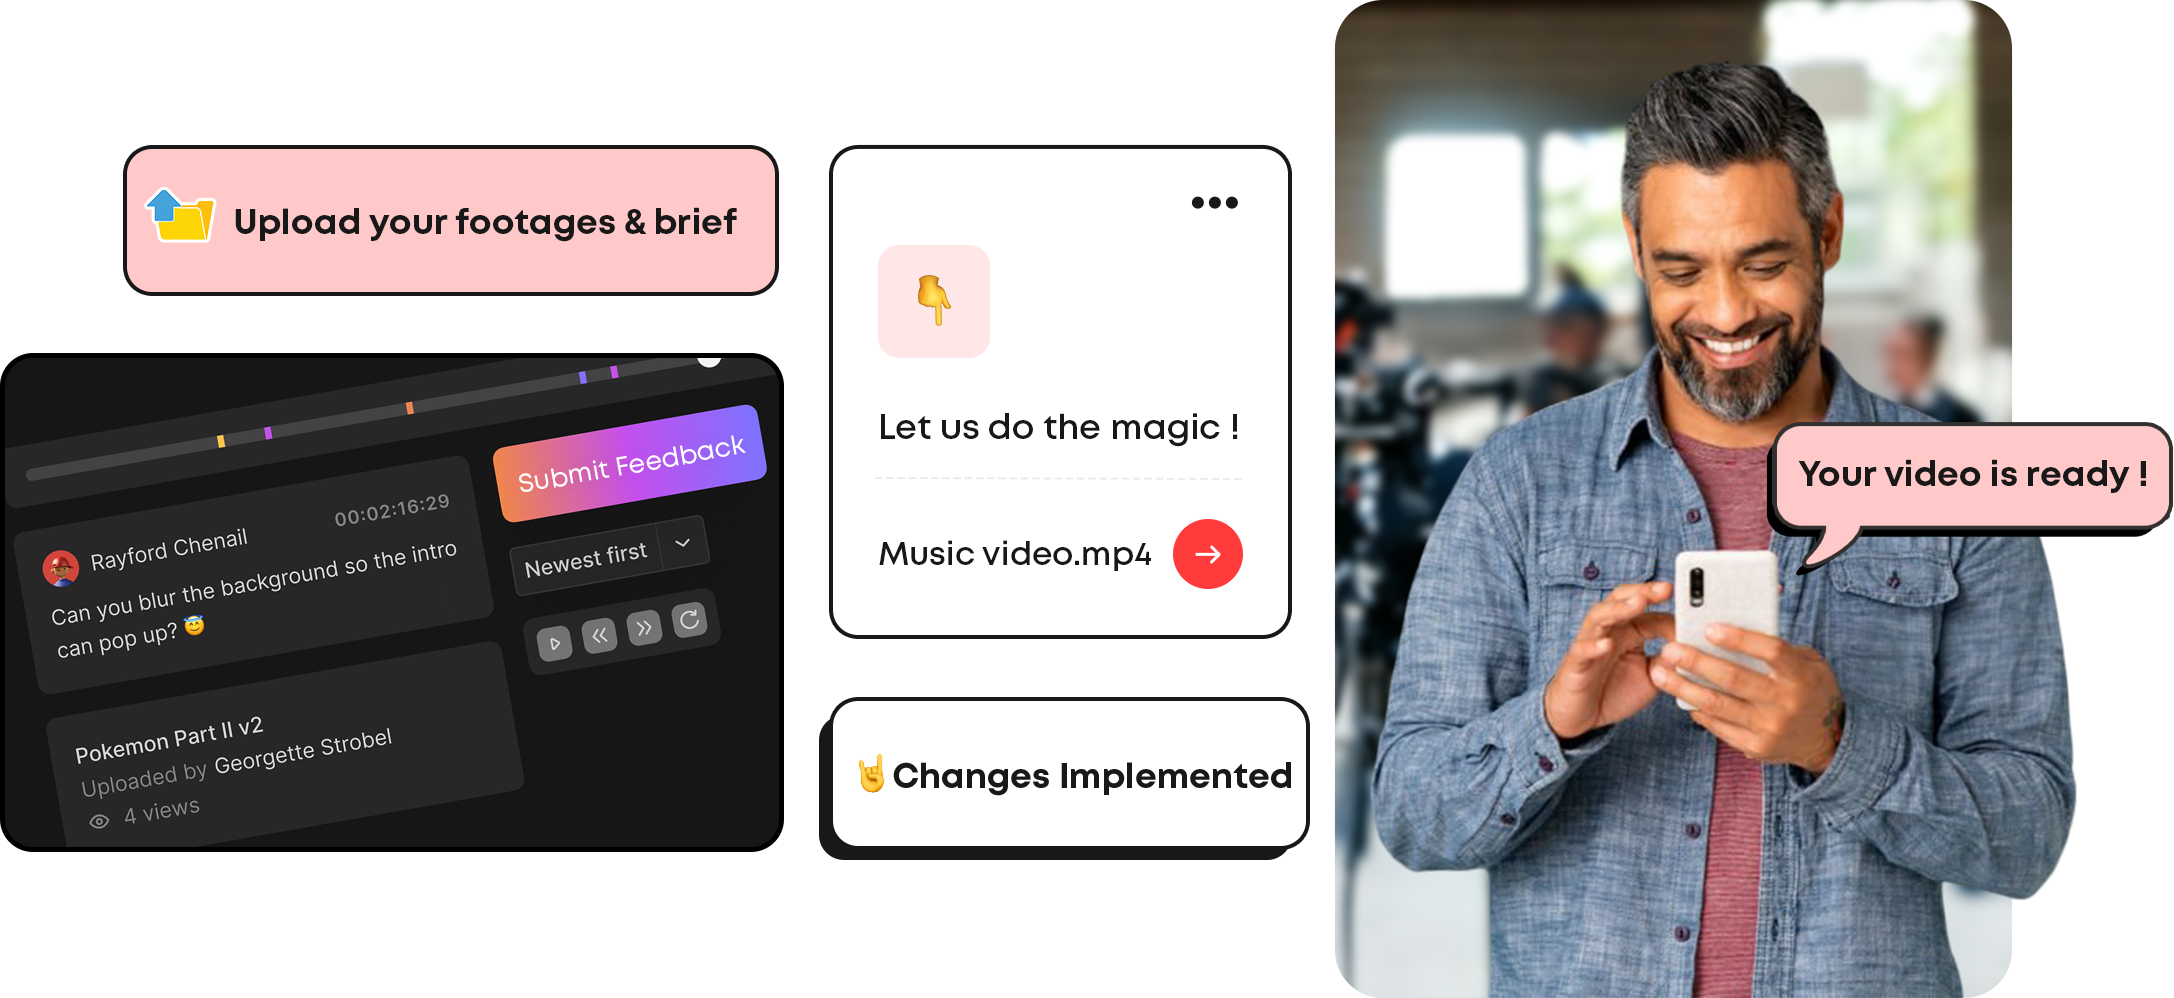 Upload your footages & brief
Submit Feedback
Rayford Chenail
00:02:16:29
Can you blur the background so the intro
can pop up? 😇
Newest first
Pokemon Part II v2
Uploaded by Georgette Strobel
4 views
Let us do the magic !
Music video.mp4
Changes Implemented
Your video is ready !